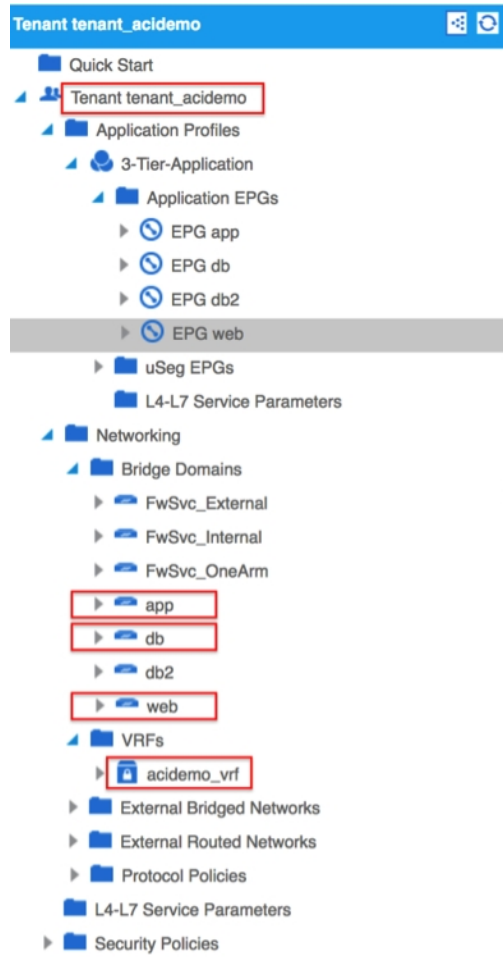 Tenant tenant_acidemo
Quick Start
Tenant tenant_acidemo
Application Profiles
3-Tier-Application
Application EPGs
EPG app
EPG db
EPG db2
EPG web
uSeg EPGs
L4-L7 Service Parameters
Networking
Bridge Domains
FwSvc_External
FwSvc_Internal
FwSvc_OneArm
app
db
db2
web
VRFs
acidemo_vrf
External Bridged Networks
External Routed Networks
Protocol Policies
L4-L7 Service Parameters
Security Policies